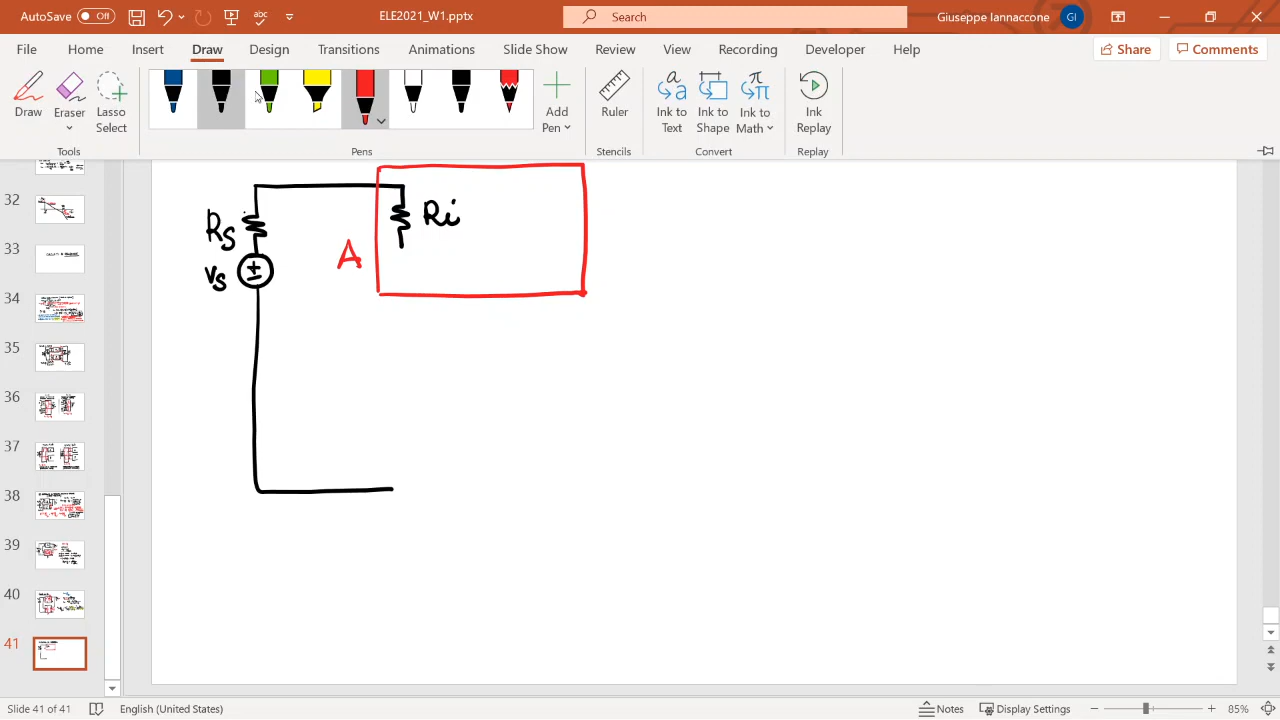 AutoSave Off abc ELE2021_W1.pptx Search Giuseppe Iannaccone GI
File Home Insert Draw Design Transitions Animations Slide Show Review View Recording Developer Help Share Comments
Draw Eraser Lasso Select Add Pen Ruler Ink to Text Ink to Shape Ink to Math Ink Replay
Tools Pens Stencils Convert Replay
32
33
34
35
36
37
38
39
40
41
Rs
Ri
A
vs
Slide 41 of 41 English (United States) Notes Display Settings 85%